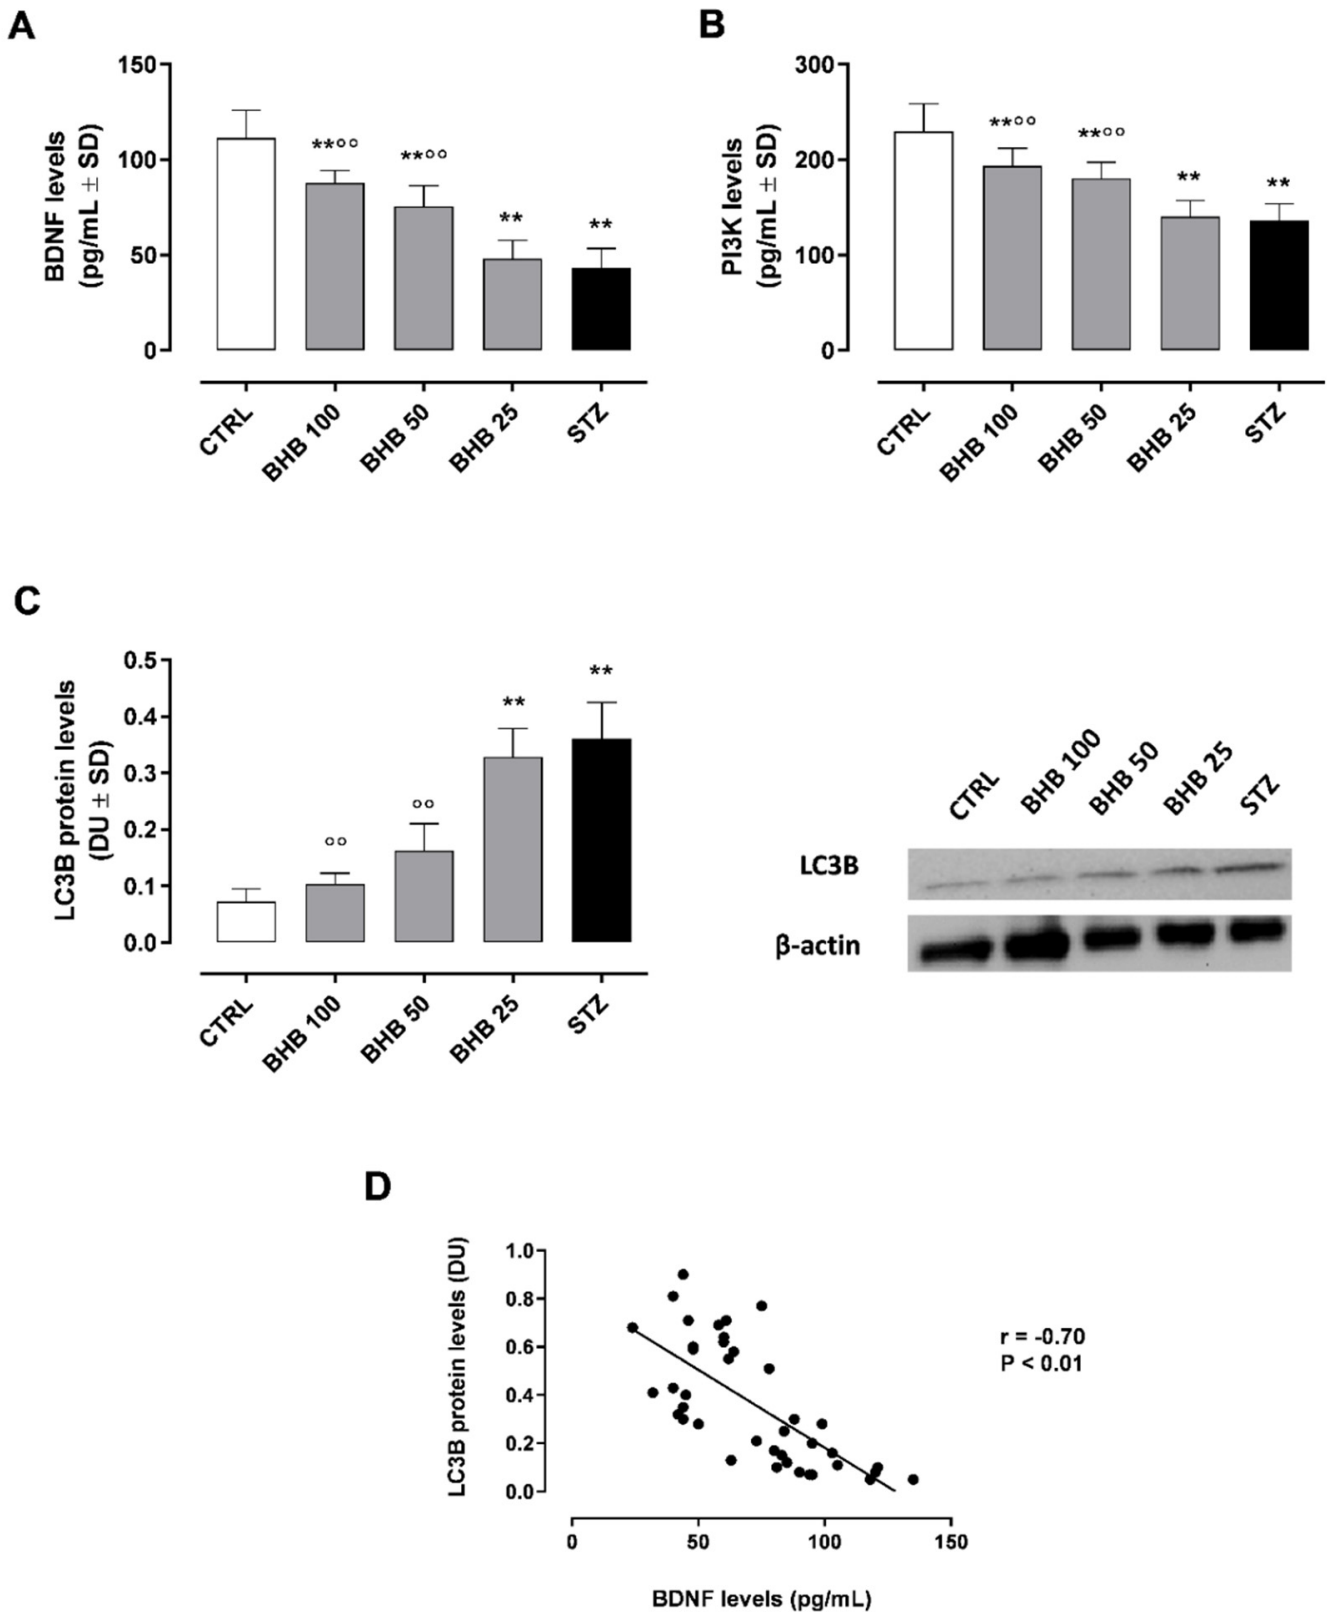 A
BDNF levels
(pg/mL ± SD)
150
100
50
0
**°°
**°°
**
**
CTRL
BHB 100
BHB 50
BHB 25
STZ
B
PI3K levels
(pg/mL ± SD)
300
200
100
0
**°°
**°°
**
**
CTRL
BHB 100
BHB 50
BHB 25
STZ
C
LC3B protein levels
(DU ± SD)
0.5
0.4
0.3
0.2
0.1
0.0
°°
°°
**
**
CTRL
BHB 100
BHB 50
BHB 25
STZ
CTRL
BHB 100
BHB 50
BHB 25
STZ
LC3B
β-actin
D
LC3B protein levels (DU)
1.0
0.8
0.6
0.4
0.2
0.0
0
50
100
150
BDNF levels (pg/mL)
r = -0.70
P < 0.01